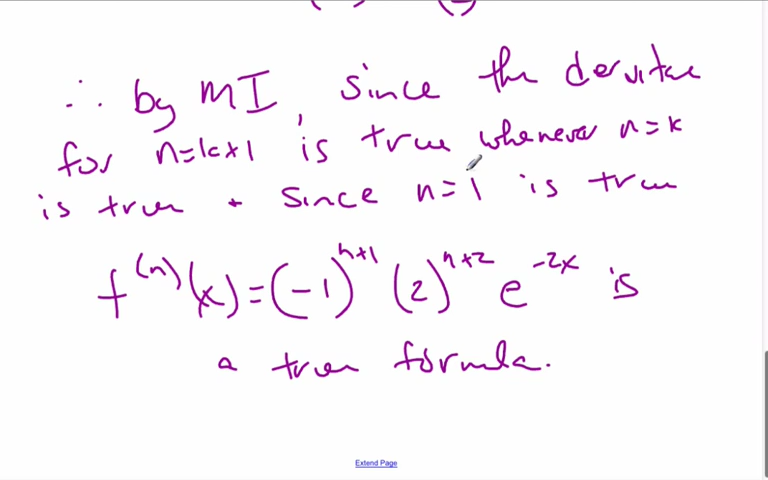 ∴ by MI, since the dervitae
for n=k+1 is true whenever n=k
is true + since n=1 is true
f^(n)(x)=(-1)^n+1 (2)^n+2 e^-2x is
a true formula.
Extend Page